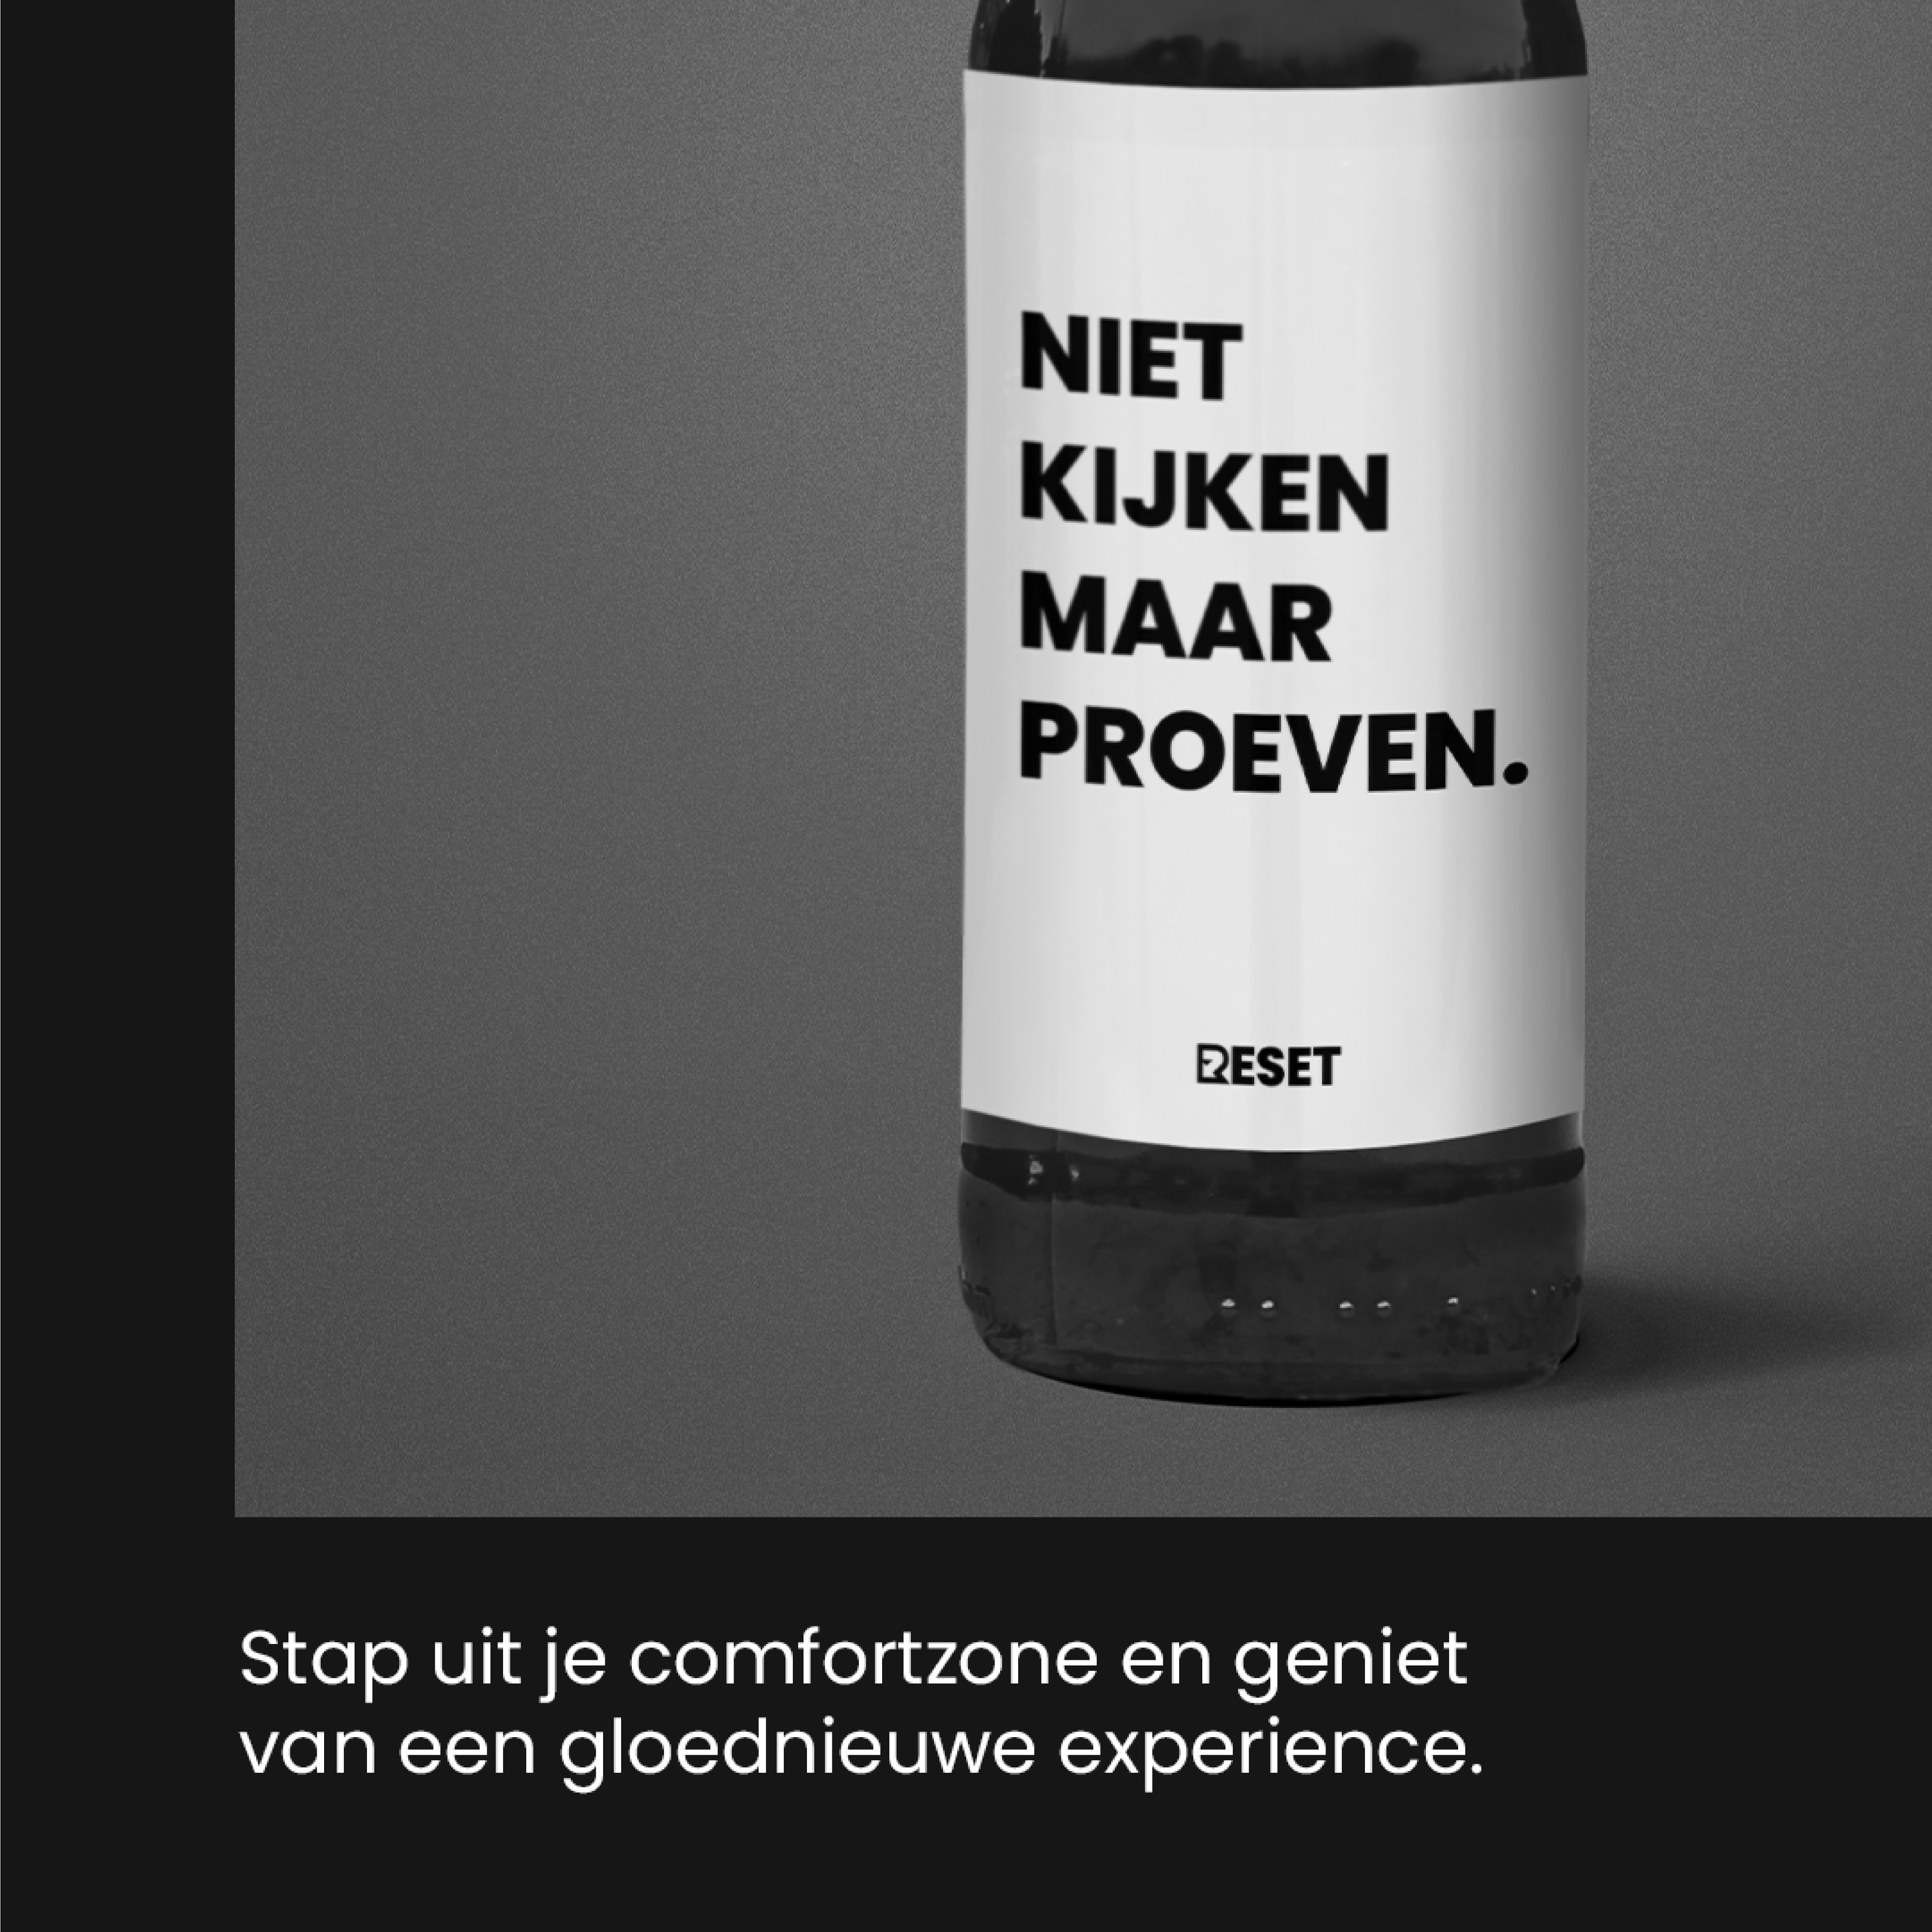 NIET
KIJKEN
MAAR
PROEVEN.
RESET
Stap uit je comfortzone en geniet
van een gloednieuwe experience.